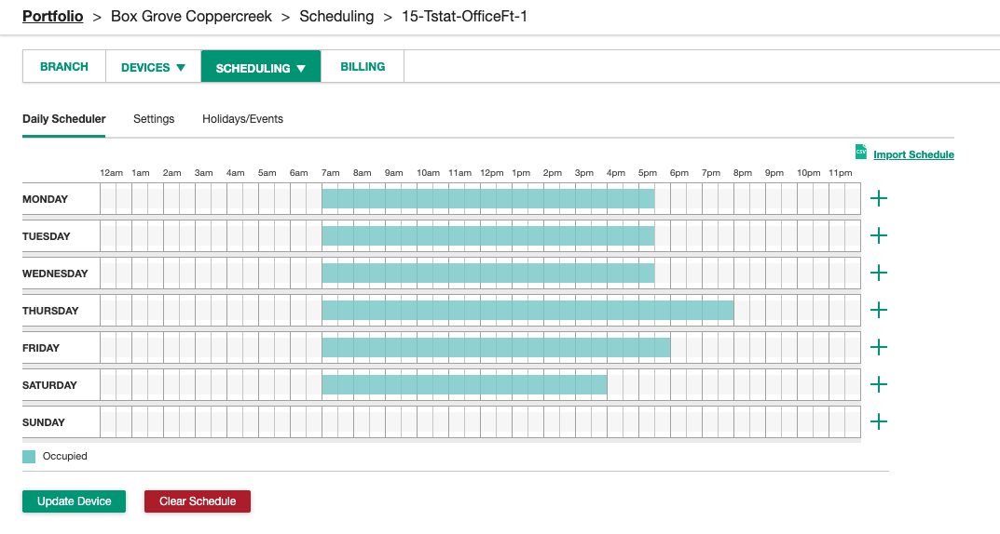 Portfolio > Box Grove Coppercreek > Scheduling > 15-Tstat-OfficeFt-1
BRANCH DEVICES ▼ SCHEDULING ▼ BILLING
Daily Scheduler Settings Holidays/Events
CSV Import Schedule
12am 1am 2am 3am 4am 5am 6am 7am 8am 9am 10am 11am 12pm 1pm 2pm 3pm 4pm 5pm 6pm 7pm 8pm 9pm 10pm 11pm
MONDAY
TUESDAY
WEDNESDAY
THURSDAY
FRIDAY
SATURDAY
SUNDAY
Occupied
Update Device Clear Schedule